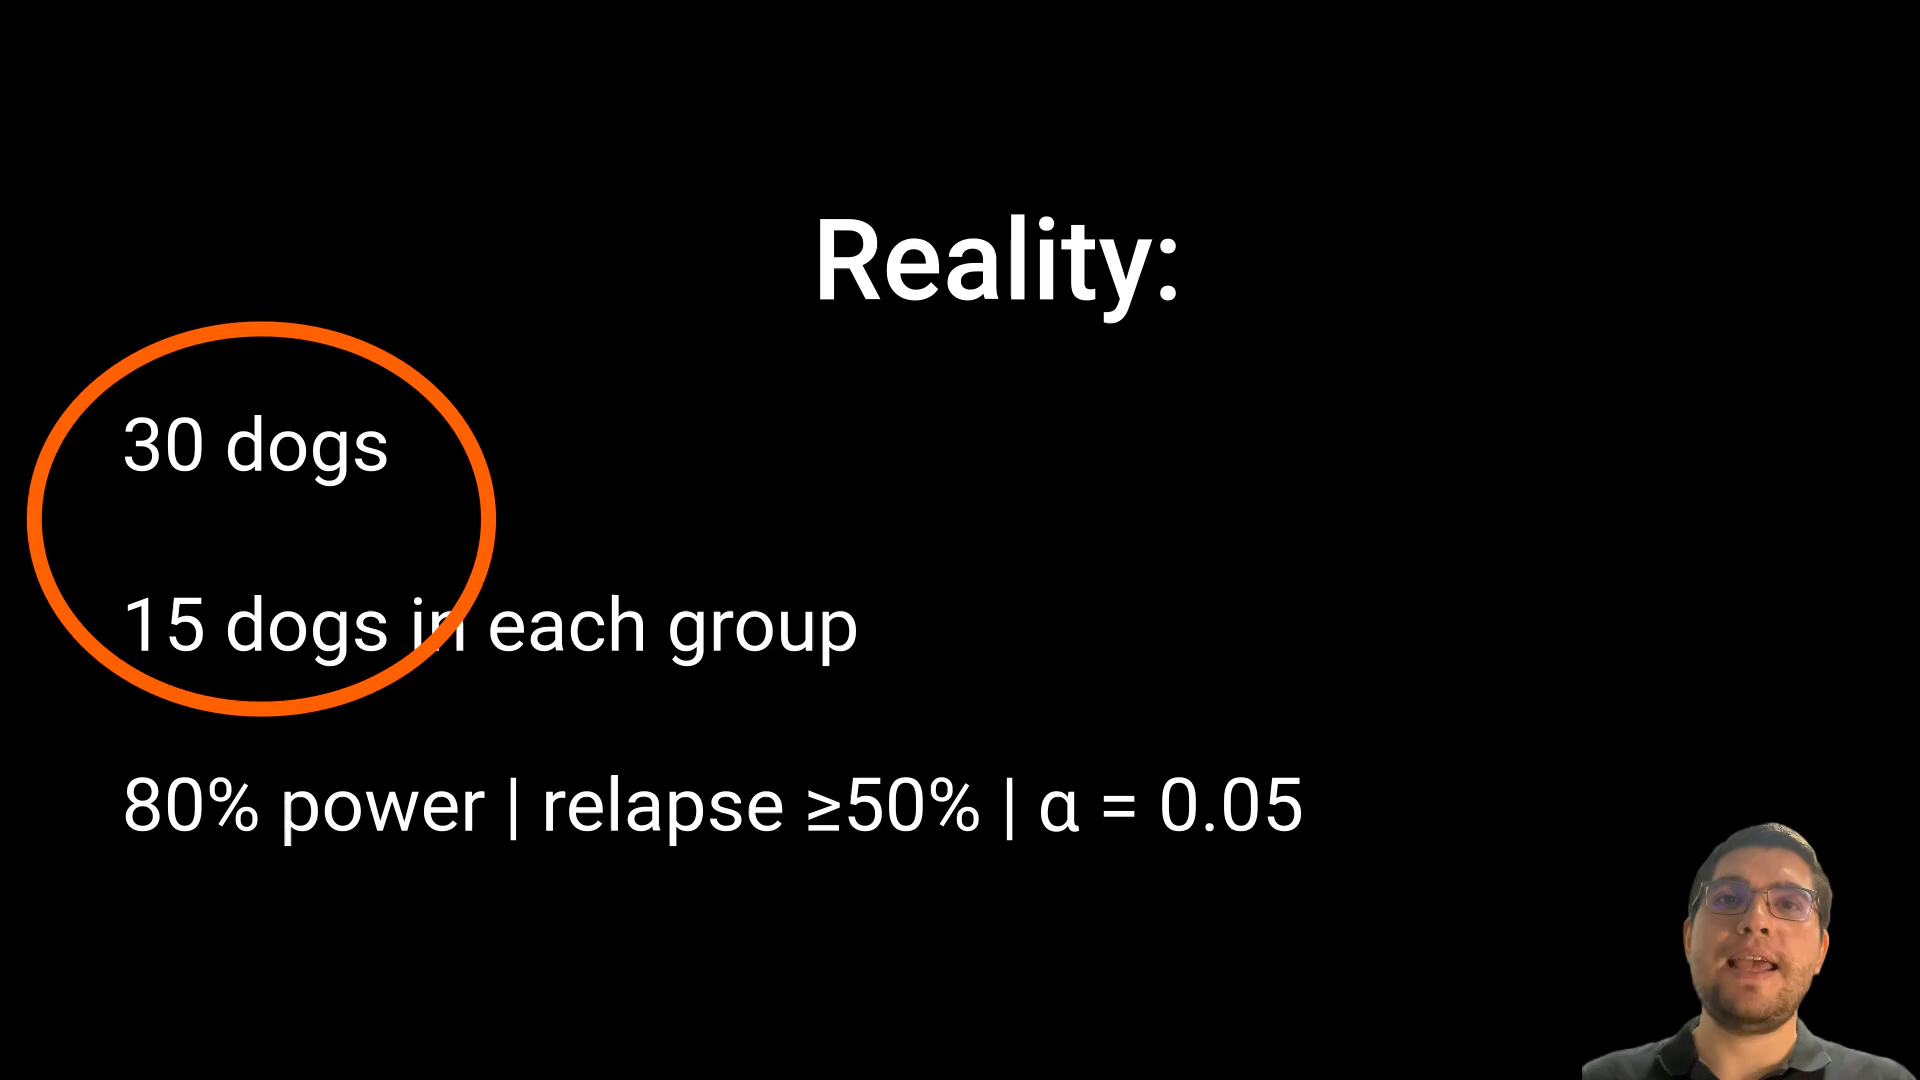 Reality:
30 dogs
15 dogs in each group
80% power | relapse ≥50% | α = 0.05